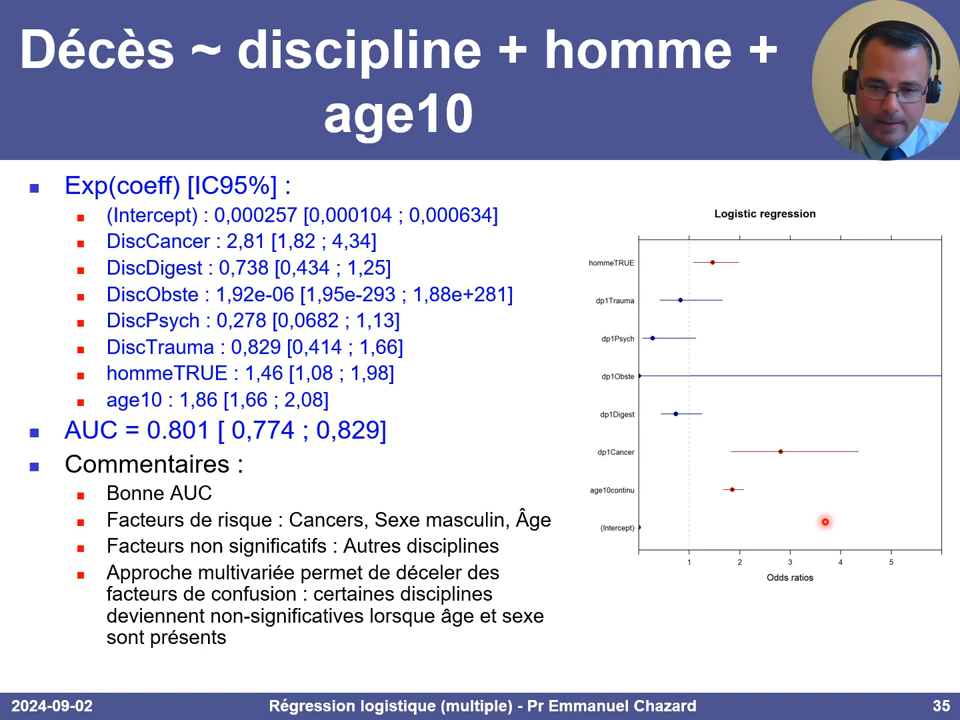 Décès ~ discipline + homme +
age10
Exp(coeff) [IC95%] :
(Intercept) : 0,000257 [0,000104 ; 0,000634]
DiscCancer : 2,81 [1,82 ; 4,34]
DiscDigest : 0,738 [0,434 ; 1,25]
DiscObste : 1,92e-06 [1,95e-293 ; 1,88e+281]
DiscPsych : 0,278 [0,0682 ; 1,13]
DiscTrauma : 0,829 [0,414 ; 1,66]
hommeTRUE : 1,46 [1,08 ; 1,98]
age10 : 1,86 [1,66 ; 2,08]
AUC = 0.801 [ 0,774 ; 0,829]
Commentaires :
Bonne AUC
Facteurs de risque : Cancers, Sexe masculin, Âge
Facteurs non significatifs : Autres disciplines
Approche multivariée permet de déceler des
facteurs de confusion : certaines disciplines
deviennent non-significatives lorsque âge et sexe
sont présents
Logistic regression
hommeTRUE
dp1Trauma
dp1Psych
dp1Obste
dp1Digest
dp1Cancer
age10continu
(Intercept)
1 2 3 4 5
Odds ratios
2024-09-02
Régression logistique (multiple) - Pr Emmanuel Chazard
35